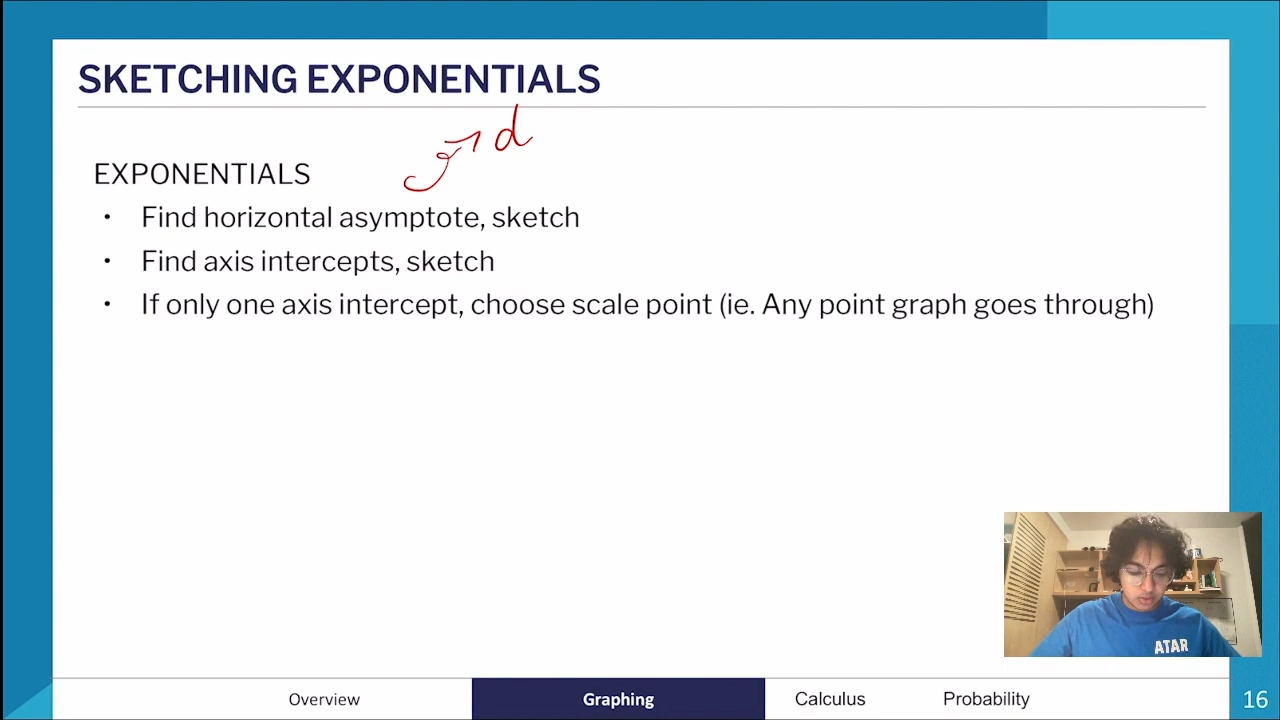 SKETCHING EXPONENTIALS
d
EXPONENTIALS
• Find horizontal asymptote, sketch
• Find axis intercepts, sketch
• If only one axis intercept, choose scale point (ie. Any point graph goes through)
ATAR
Overview Graphing Calculus Probability 16